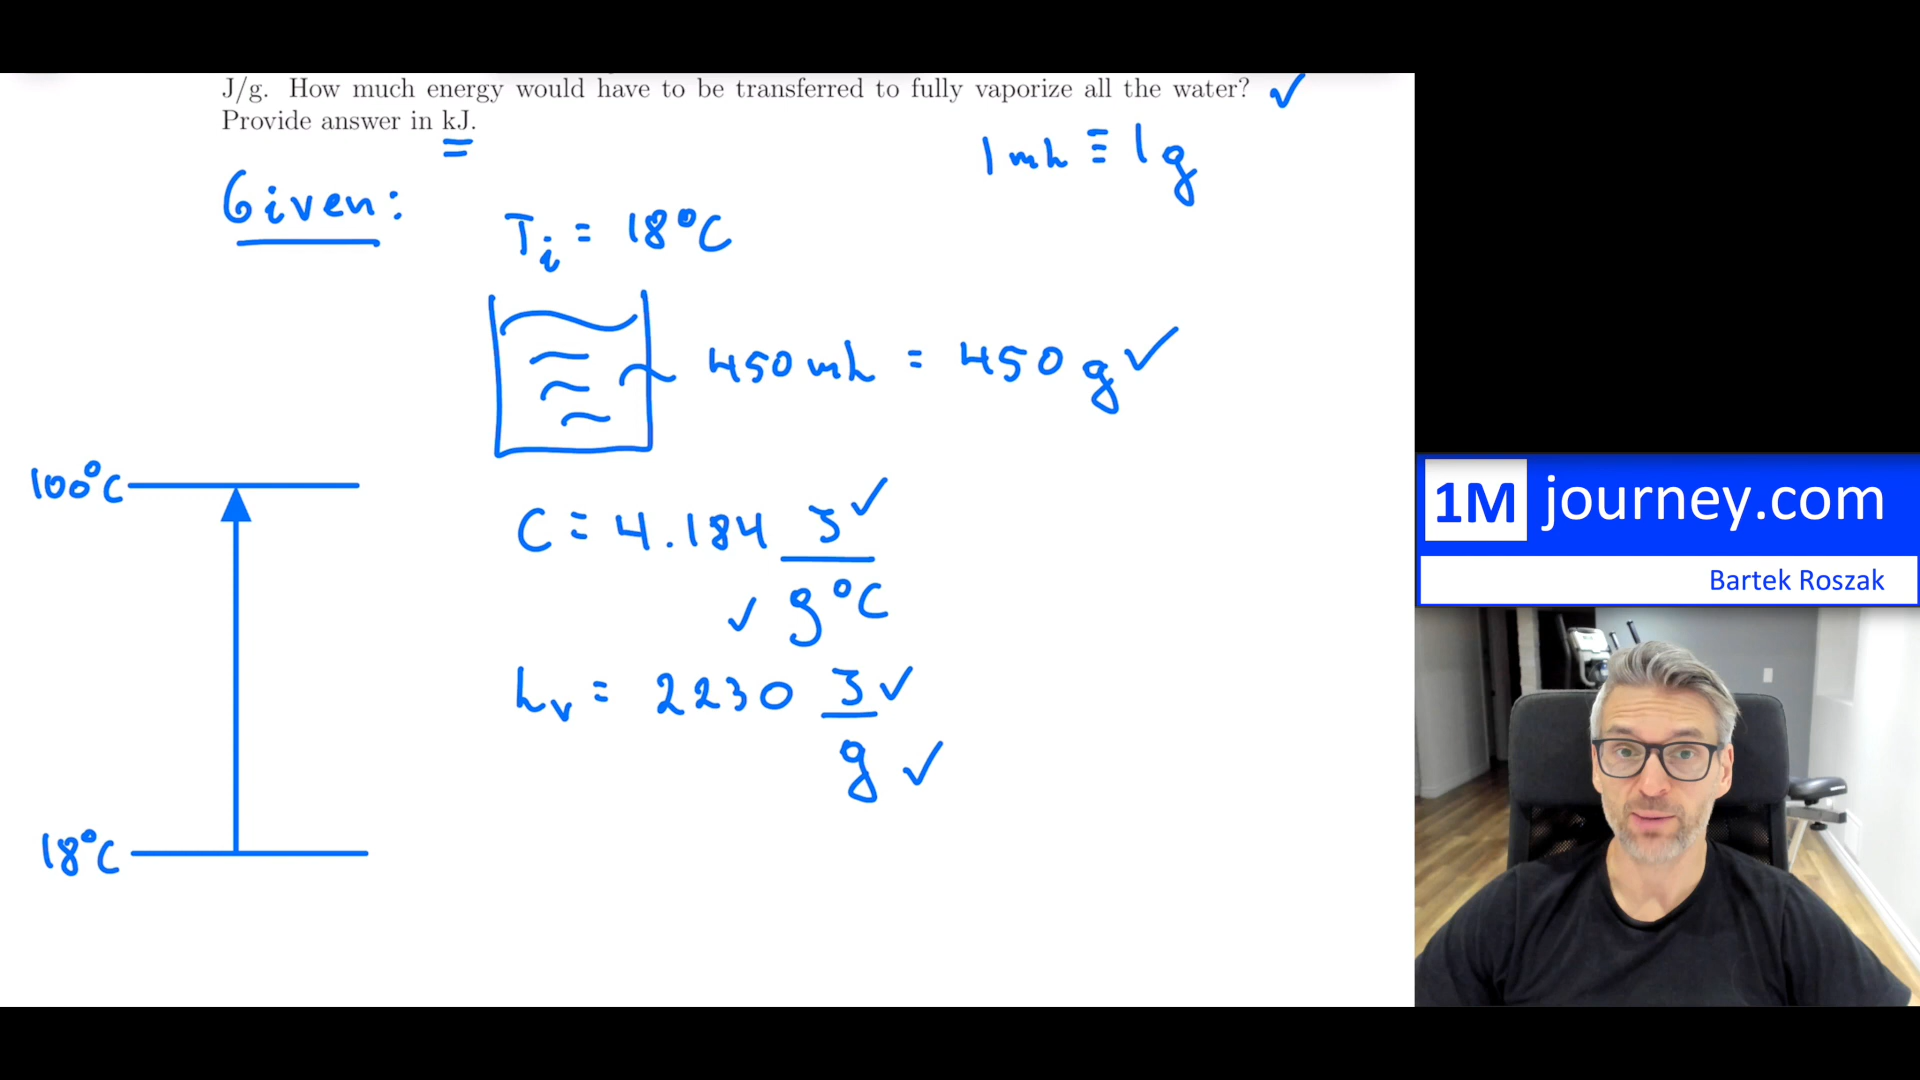 J/g. How much energy would have to be transferred to fully vaporize all the water? ✓
Provide answer in kJ.
1 mL ≡ 1 g
Given:
Ti = 18°C
450 mL = 450 g ✓
100°C
C = 4.184 J ✓
✓ g °C
Lv = 2230 J ✓
g ✓
18°C
1M journey.com
Bartek Roszak